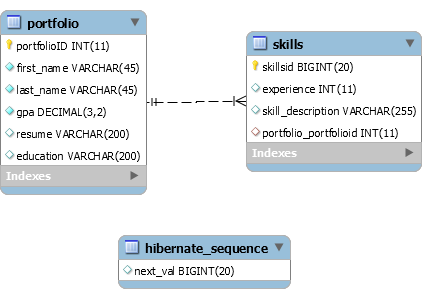 portfolio
portfolioID INT(11)
first_name VARCHAR(45)
last_name VARCHAR(45)
gpa DECIMAL(3,2)
resume VARCHAR(200)
education VARCHAR(200)
Indexes
skills
skillsid BIGINT(20)
experience INT(11)
skill_description VARCHAR(255)
portfolio_portfolioid INT(11)
Indexes
hibernate_sequence
next_val BIGINT(20)